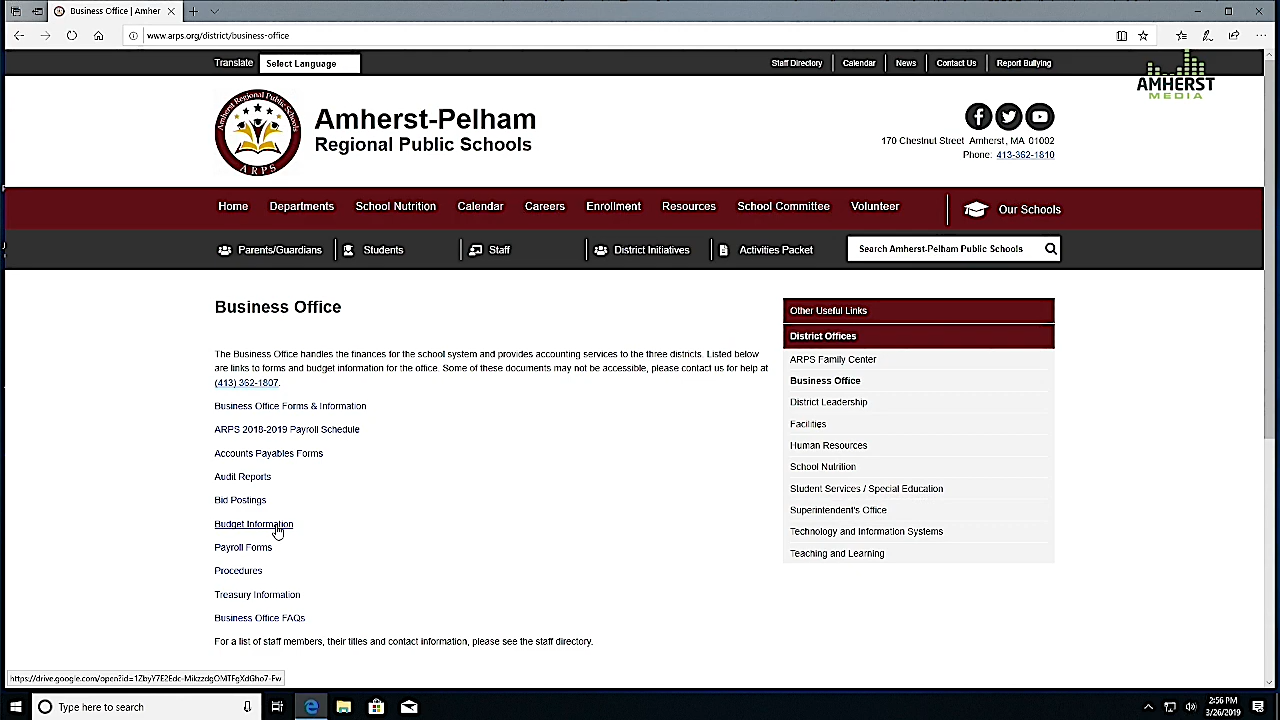 Business Office | Amher
www.arps.org/district/business-office
Translate
Select Language
Staff Directory
Calendar
News
Contact Us
Report Bullying
AMHERST
MEDIA
Amherst Regional Public Schools
ARPS
Amherst-Pelham
Regional Public Schools
170 Chestnut Street Amherst, MA 01002
Phone: 413-362-1810
Home
Departments
School Nutrition
Calendar
Careers
Enrollment
Resources
School Committee
Volunteer
Our Schools
Parents/Guardians
Students
Staff
District Initiatives
Activities Packet
Search Amherst-Pelham Public Schools
Business Office
The Business Office handles the finances for the school system and provides accounting services to the three districts. Listed below
are links to forms and budget information for the office. Some of these documents may not be accessible, please contact us for help at
(413) 362-1807.
Business Office Forms & Information
ARPS 2018-2019 Payroll Schedule
Accounts Payables Forms
Audit Reports
Bid Postings
Budget Information
Payroll Forms
Procedures
Treasury Information
Business Office FAQs
For a list of staff members, their titles and contact information, please see the staff directory.
Other Useful Links
District Offices
ARPS Family Center
Business Office
District Leadership
Facilities
Human Resources
School Nutrition
Student Services / Special Education
Superintendent's Office
Technology and Information Systems
Teaching and Learning
Type here to search
2:56 PM
3/26/2019